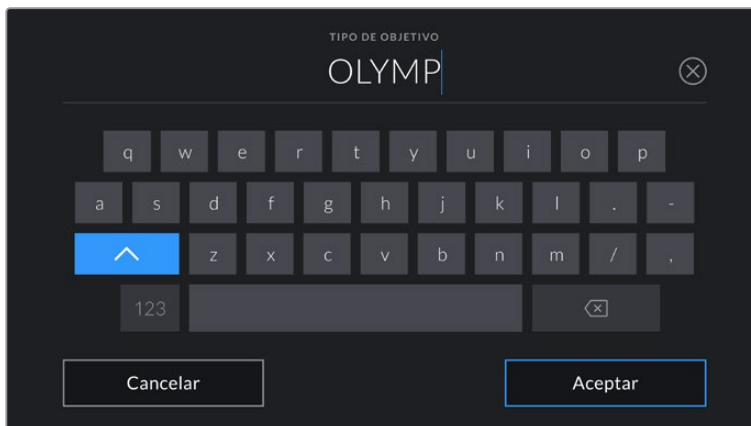 TIPO DE OBJETIVO
OLYMP
q w e r t y u i o p
a s d f g h j k l . -
z x c v b n m / ,
123
Cancelar Aceptar